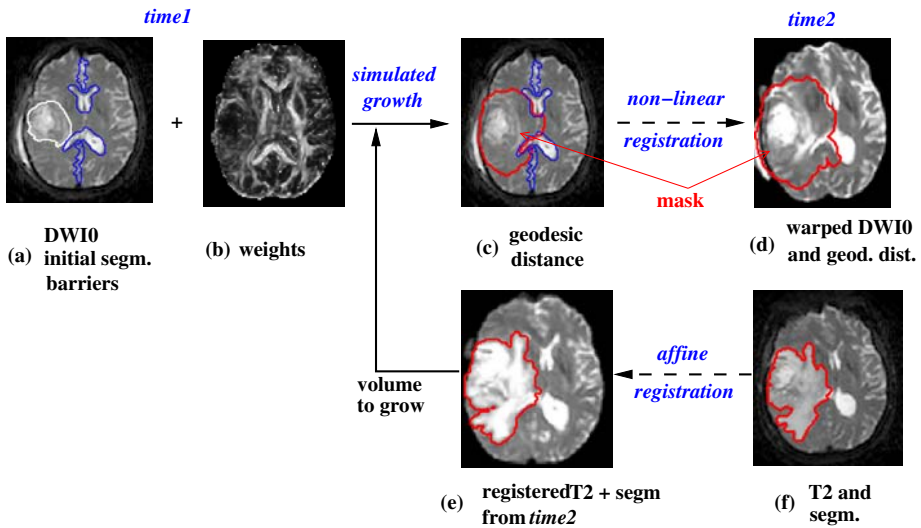 time1
time2
simulated
growth
+
non-linear
registration
mask
(a) DWI0
initial segm.
barriers
(b) weights
(c) geodesic
distance
(d) warped DWI0
and geod. dist.
volume
to grow
affine
registration
(e) registeredT2 + segm
from time2
(f) T2 and
segm.